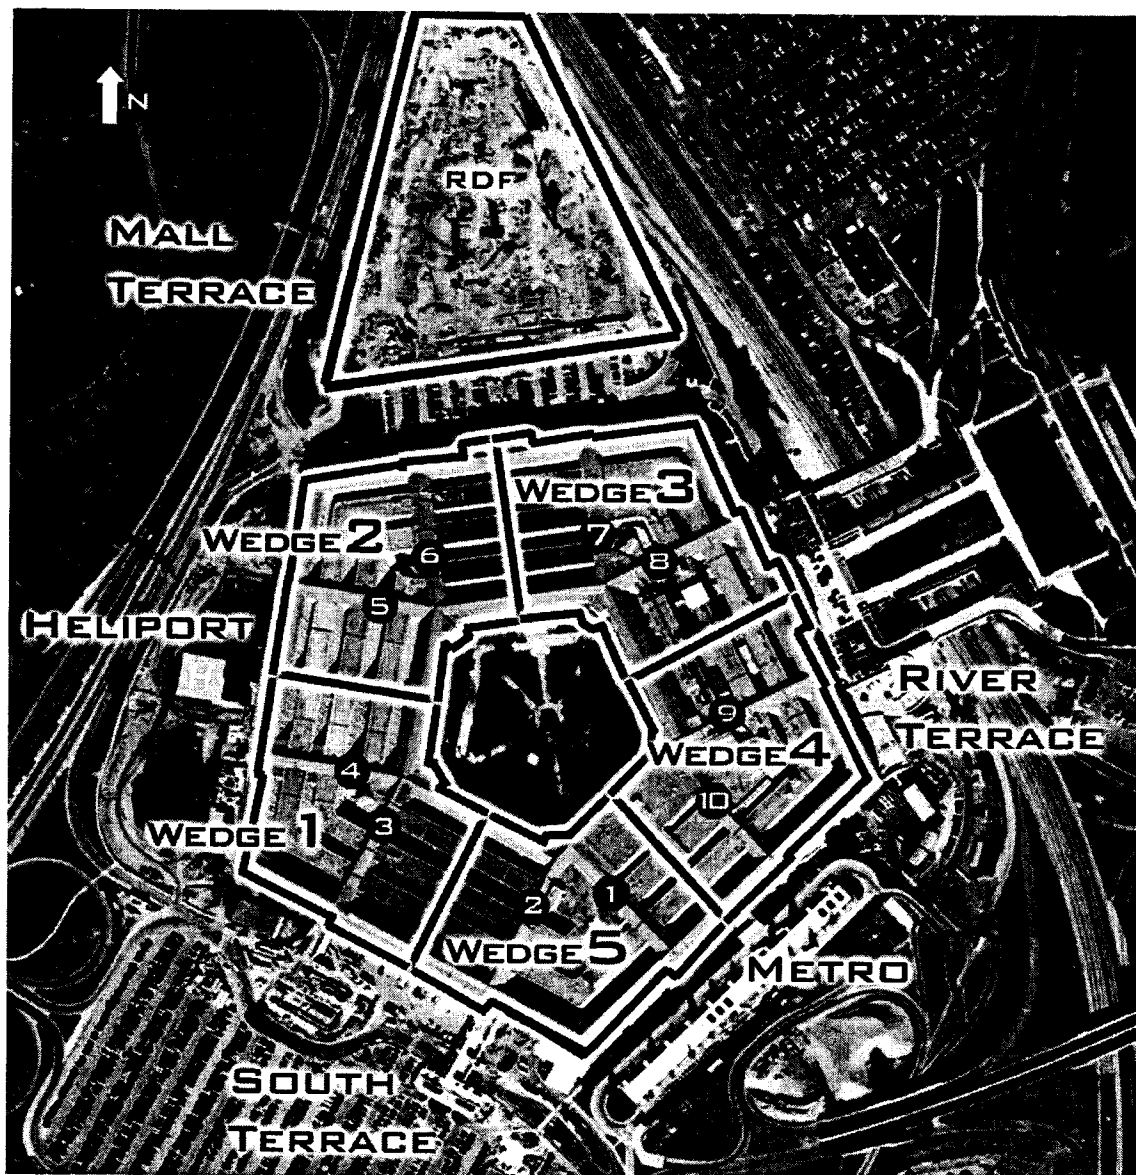 N
RDF
MALL
TERRACE
WEDGE 3
WEDGE 2
7
6
8
5
HELIPORT
H
RIVER
9
TERRACE
WEDGE 4
4
10
WEDGE 1
3
1
2
WEDGE 5
METRO
SOUTH
TERRACE